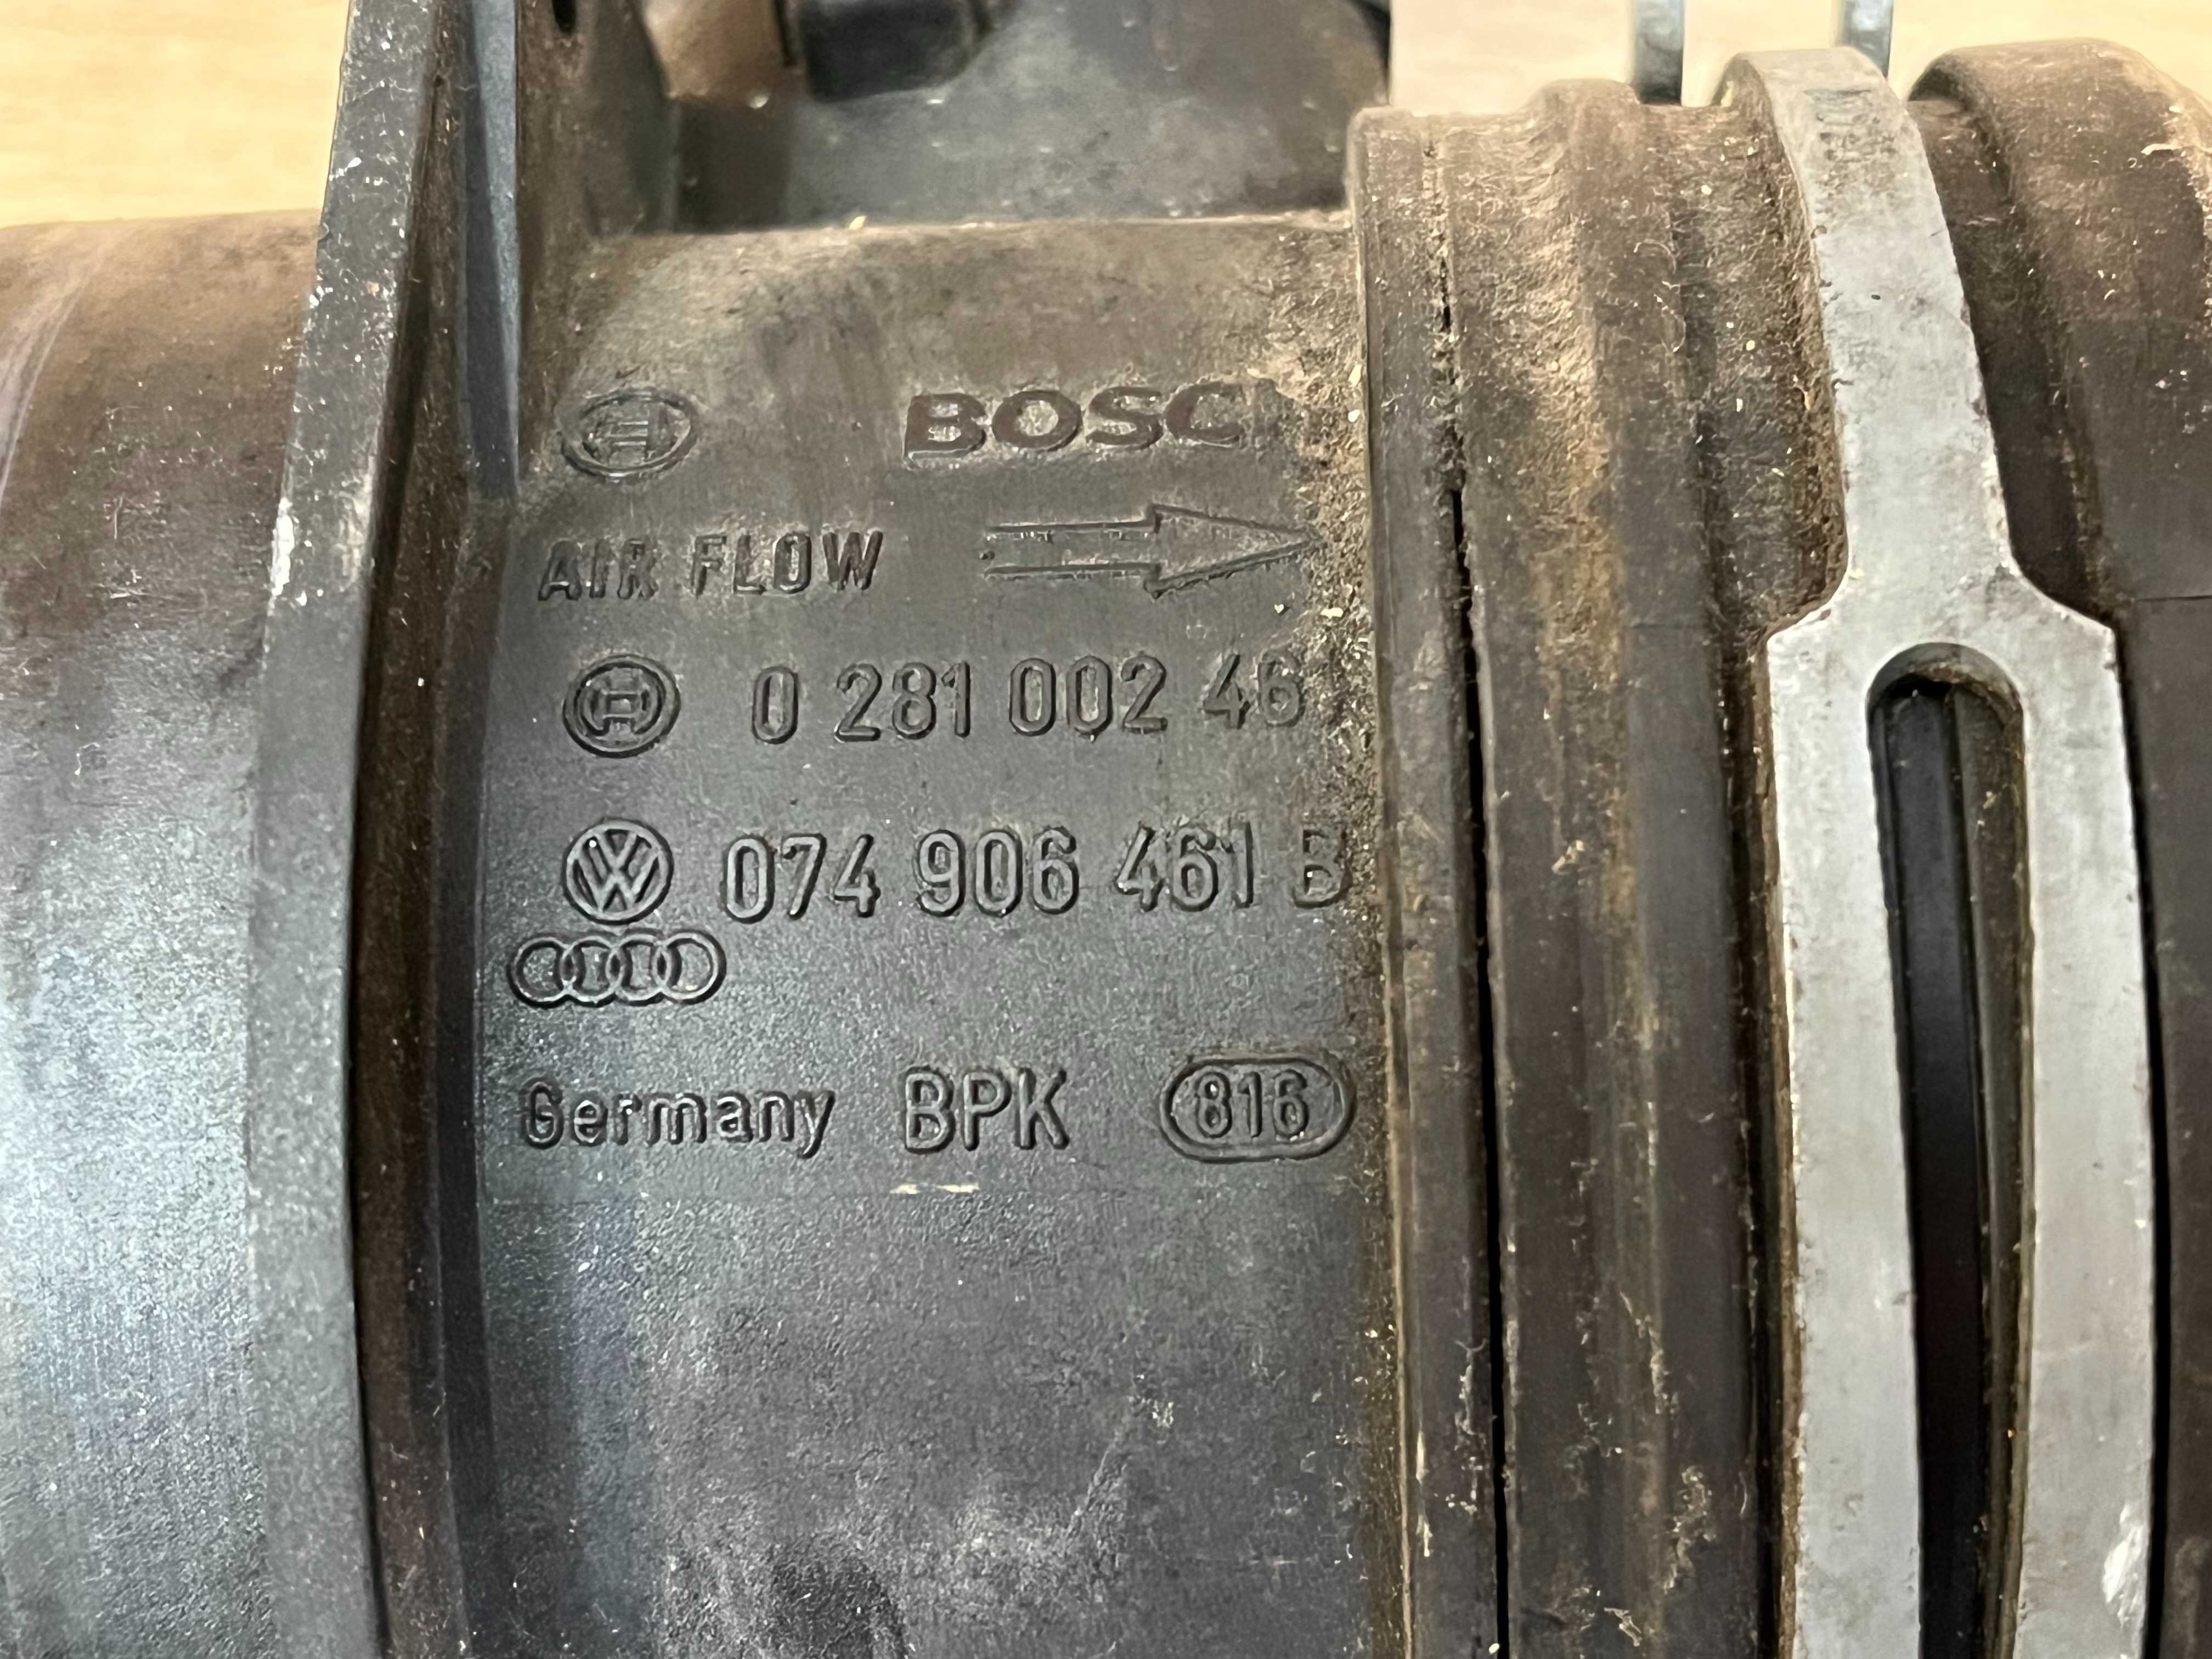 BOSC
AIR FLOW
0 281 002 46
074 906 461 B
Germany BPK 816